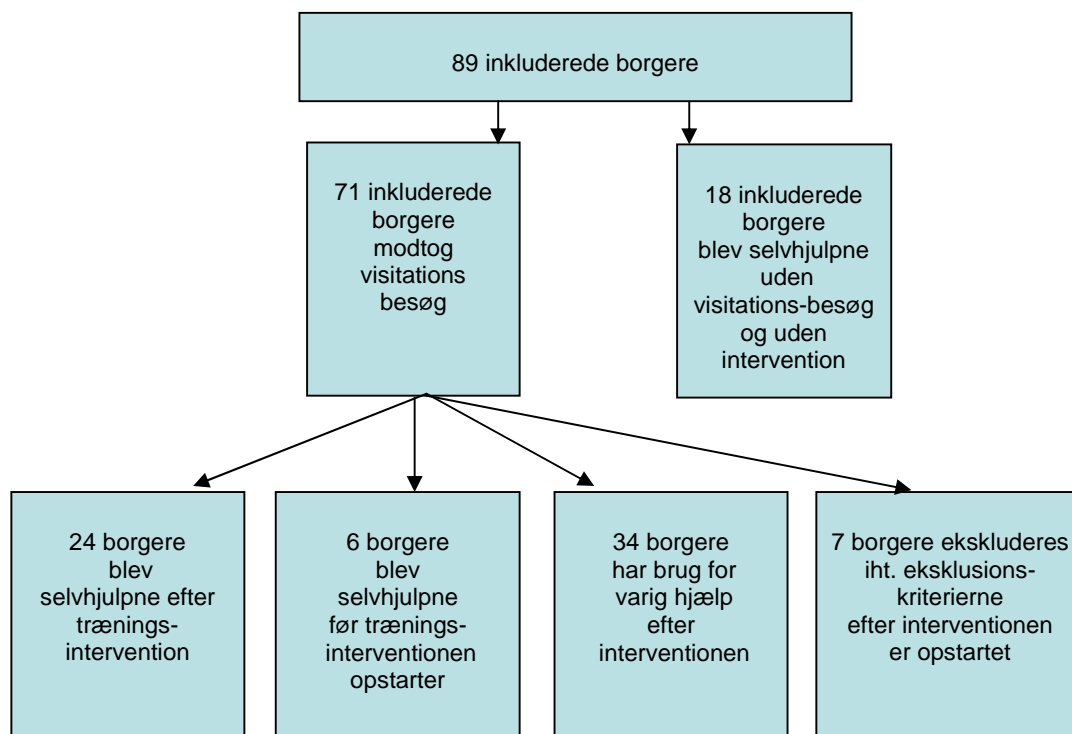 89 inkluderede borgere
71 inkluderede
borgere
modtog
visitations
besøg
18 inkluderede
borgere
blev selvhjulpne
uden
visitations-besøg
og uden
intervention
24 borgere
blev
selvhjulpne efter
trænings-
intervention
6 borgere
blev
selvhjulpne
før trænings-
interventionen
opstarter
34 borgere
har brug for
varig hjælp
efter
interventionen
7 borgere ekskluderes
iht. eksklusions-
kriterierne
efter interventionen
er opstartet